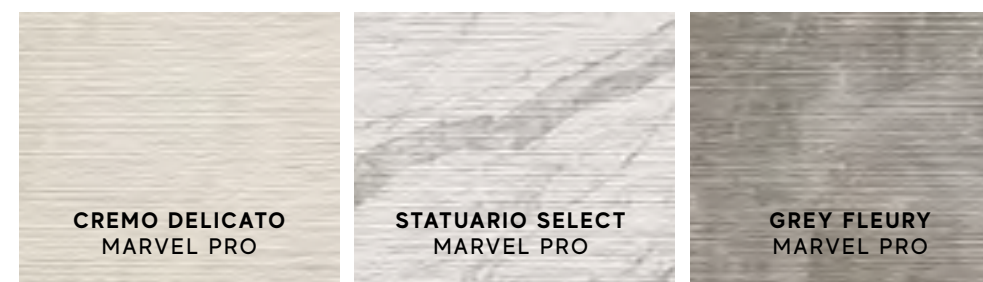 CREMO DELICATO
MARVEL PRO
STATUARIO SELECT
MARVEL PRO
GREY FLEURY
MARVEL PRO